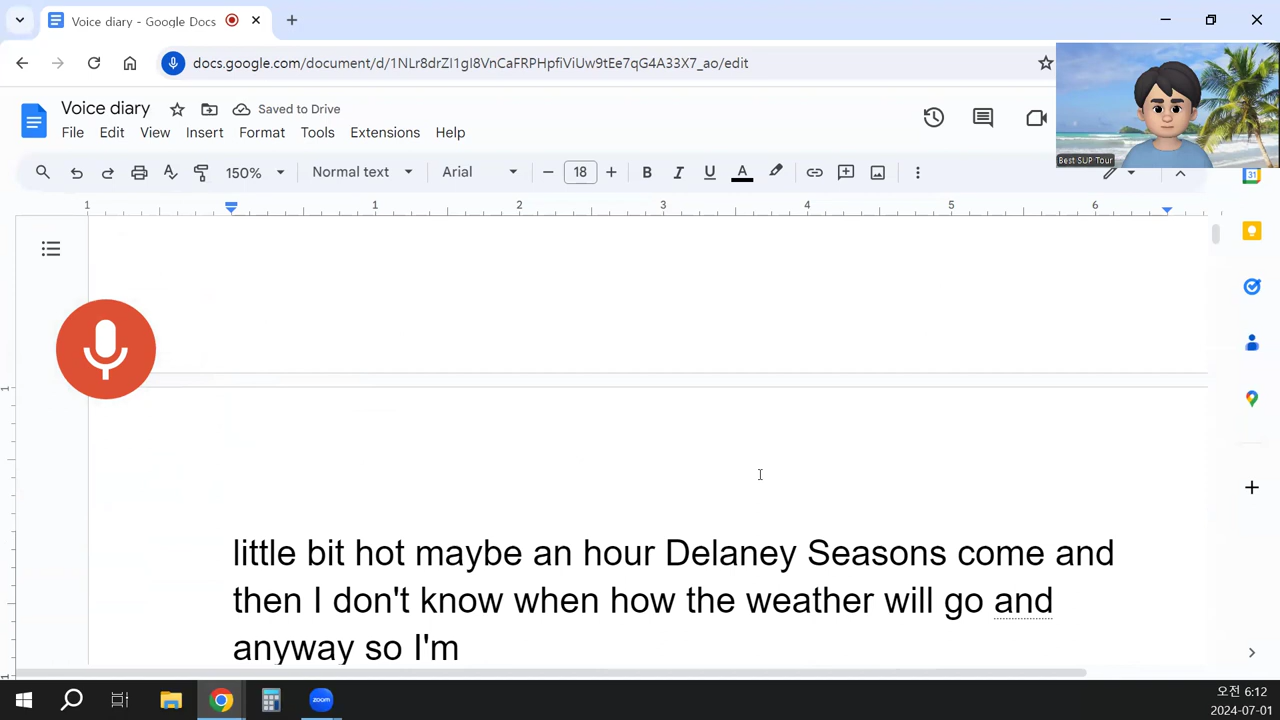 Voice diary - Google Docs
docs.google.com/document/d/1NLr8drZI1gI8VnCaFRPHpfiViUw9tEe7qG4A33X7_ao/edit
Voice diary Saved to Drive
File Edit View Insert Format Tools Extensions Help
Best SUP Tour
150% Normal text Arial 18
31
1 1 2 3 4 5 6
1
little bit hot maybe an hour Delaney Seasons come and
then I don't know when how the weather will go and
anyway so I'm
zoom
오전 6:12
2024-07-01